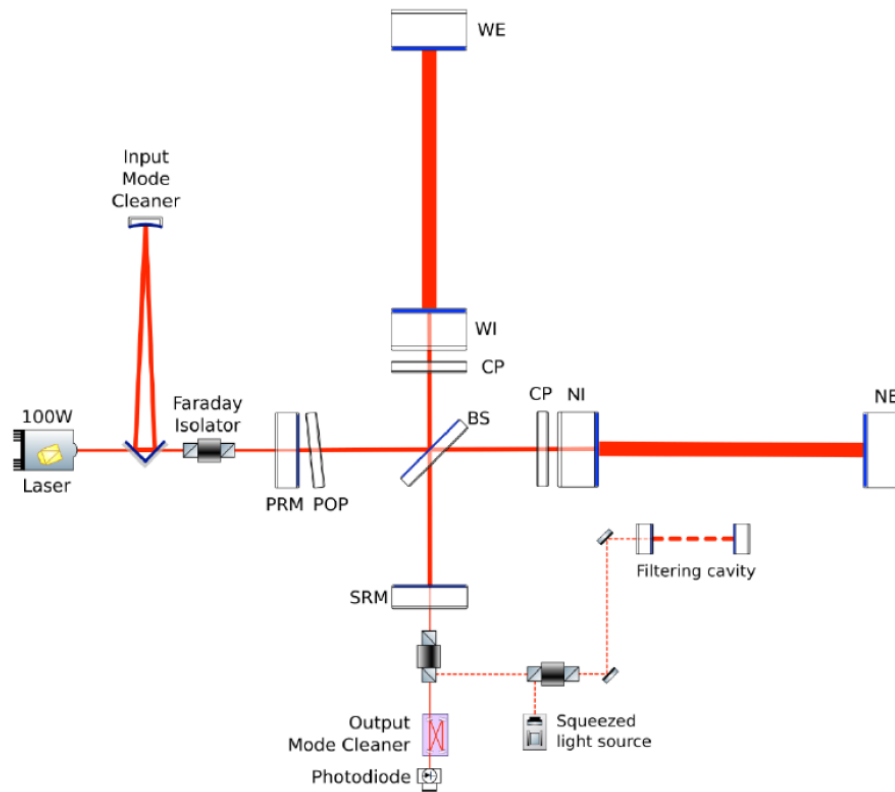 WE
Input
Mode
Cleaner
WI
CP
100W
Laser
Faraday
Isolator
PRM
POP
BS
CP
NI
NE
SRM
Filtering cavity
Output
Mode Cleaner
Squeezed
light source
Photodiode